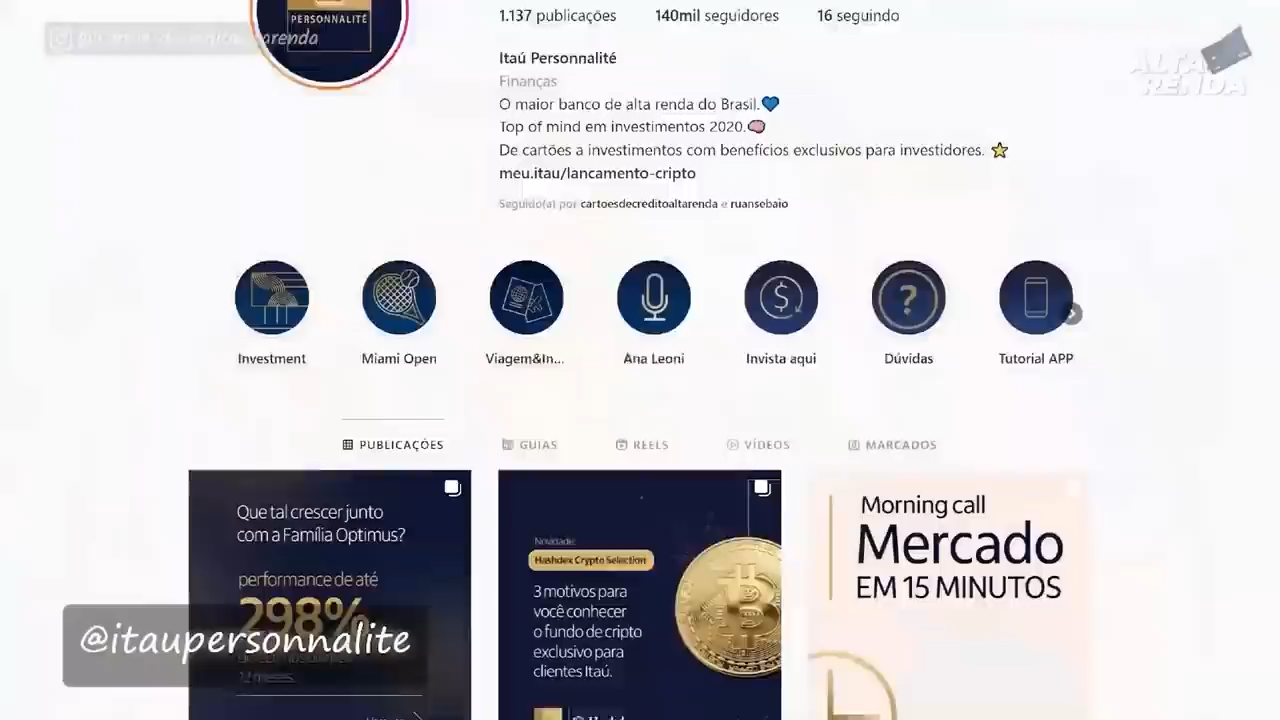 PERSONNALITÉ
1.137 publicações 140mil seguidores 16 seguindo
ALTA
RENDA
Itaú Personnalité
Finanças
O maior banco de alta renda do Brasil.💙
Top of mind em investimentos 2020.🧠
De cartões a investimentos com benefícios exclusivos para investidores. ⭐
meu.itau/lancamento-cripto
Seguido(a) por cartoesdecreditoaltarenda e ruansebaio
Investment Miami Open Viagem&In... Ana Leoni Invista aqui Dúvidas Tutorial APP
PUBLICAÇÕES GUIAS REELS VÍDEOS MARCADOS
Que tal crescer junto
com a Família Optimus?
performance de até
298%
12 meses.
@itaupersonnalite
Novidade:
Hashdex Crypto Selection
3 motivos para
você conhecer
o fundo de cripto
exclusivo para
clientes Itaú.
Morning call
Mercado
EM 15 MINUTOS